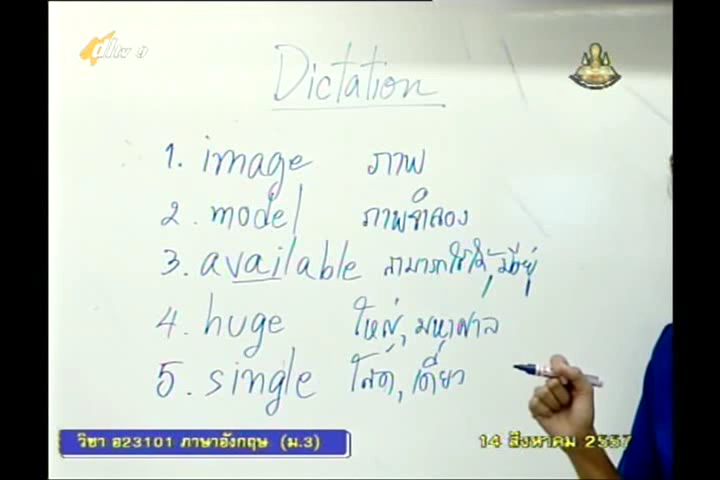 dltv 9
Dictation
1. image ภาพ
2. model ภาพจำลอง
3. available สามารถใช้ได้, มีอยู่
4. huge ใหญ่, มหาศาล
5. single โสด, เดี่ยว
วิชา อ23101 ภาษาอังกฤษ (ม.3) 14 สิงหาคม 2557